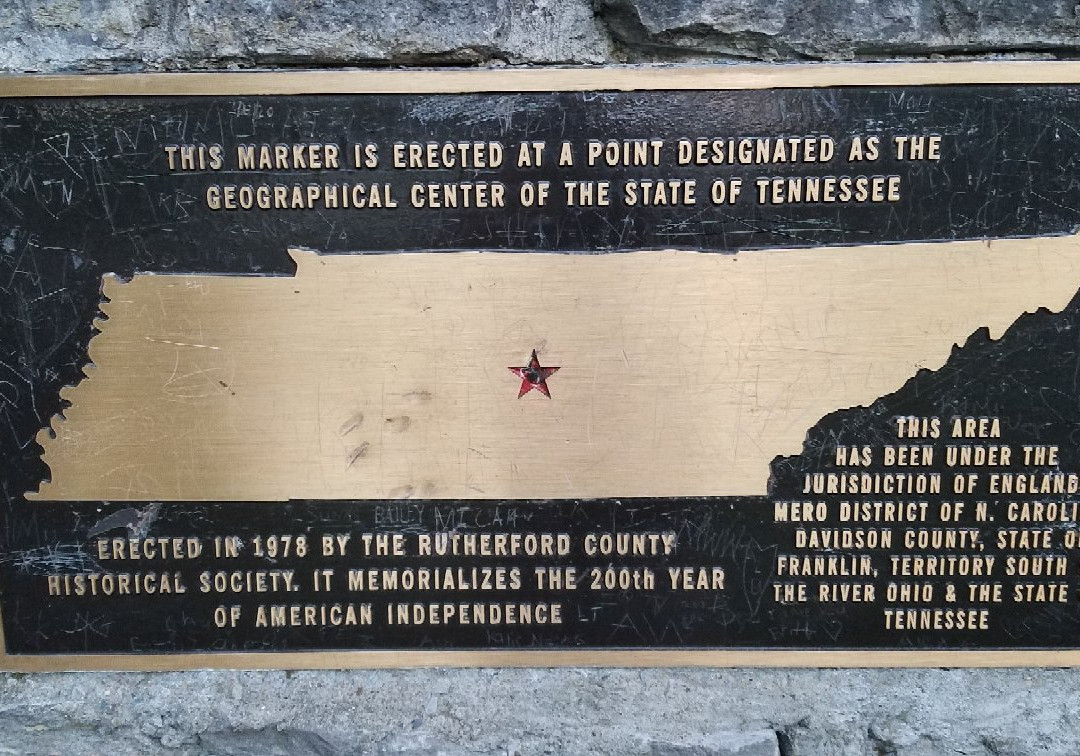 THIS MARKER IS ERECTED AT A POINT DESIGNATED AS THE
GEOGRAPHICAL CENTER OF THE STATE OF TENNESSEE
THIS AREA
HAS BEEN UNDER THE
JURISDICTION OF ENGLAND
MERO DISTRICT OF N. CAROLI
DAVIDSON COUNTY, STATE O
FRANKLIN, TERRITORY SOUTH
THE RIVER OHIO & THE STATE
TENNESSEE
BAILEY MICAH
ERECTED IN 1978 BY THE RUTHERFORD COUNTY
HISTORICAL SOCIETY. IT MEMORIALIZES THE 200th YEAR
OF AMERICAN INDEPENDENCE